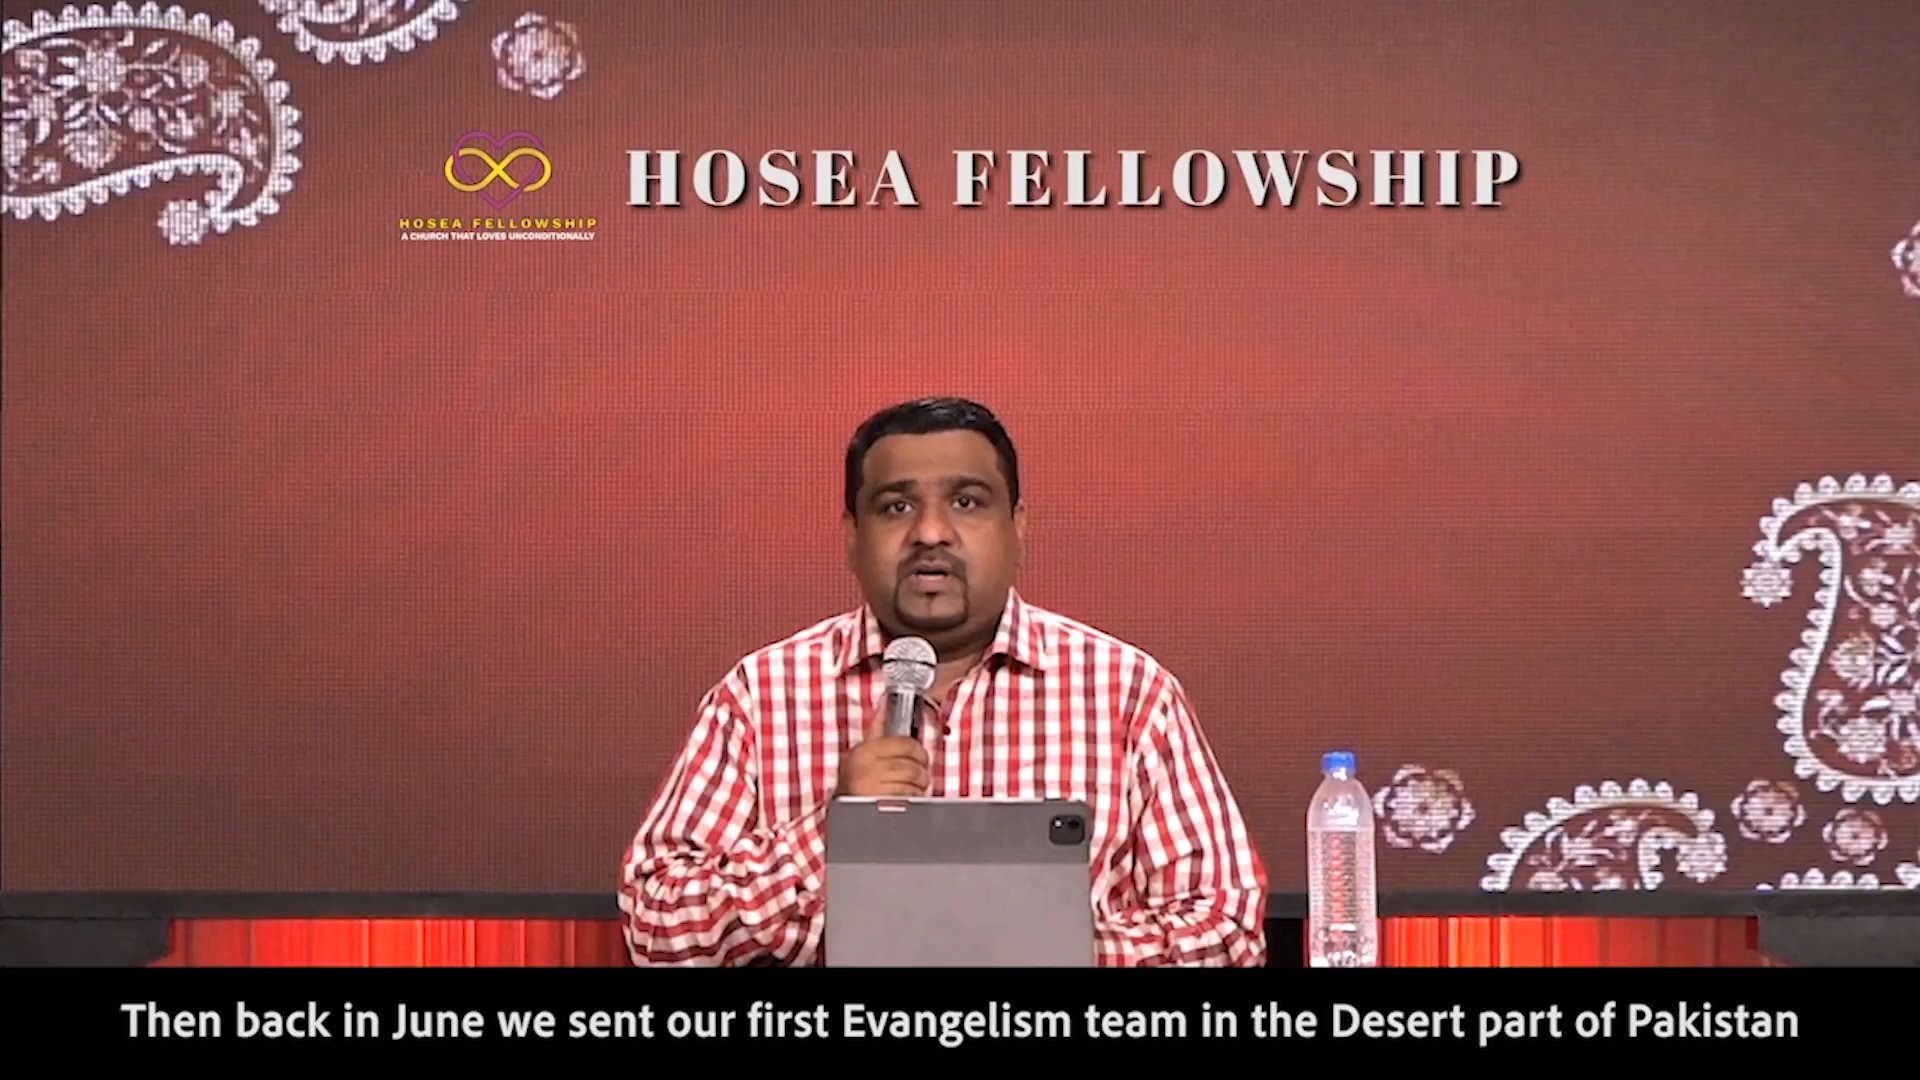 HOSEA FELLOWSHIP
HOSEA FELLOWSHIP
A CHURCH THAT LOVES UNCONDITIONALLY
Then back in June we sent our first Evangelism team in the Desert part of Pakistan